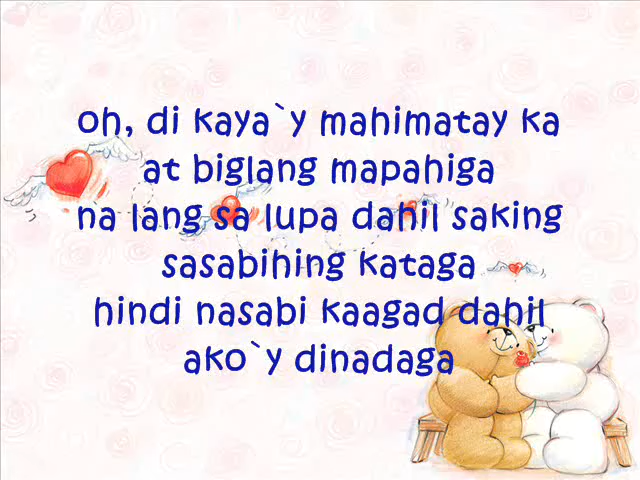 oh, di kaya`y mahimatay ka
at biglang mapahiga
na lang sa lupa dahil saking
sasabihing kataga
hindi nasabi kaagad dahil
ako`y dinadaga